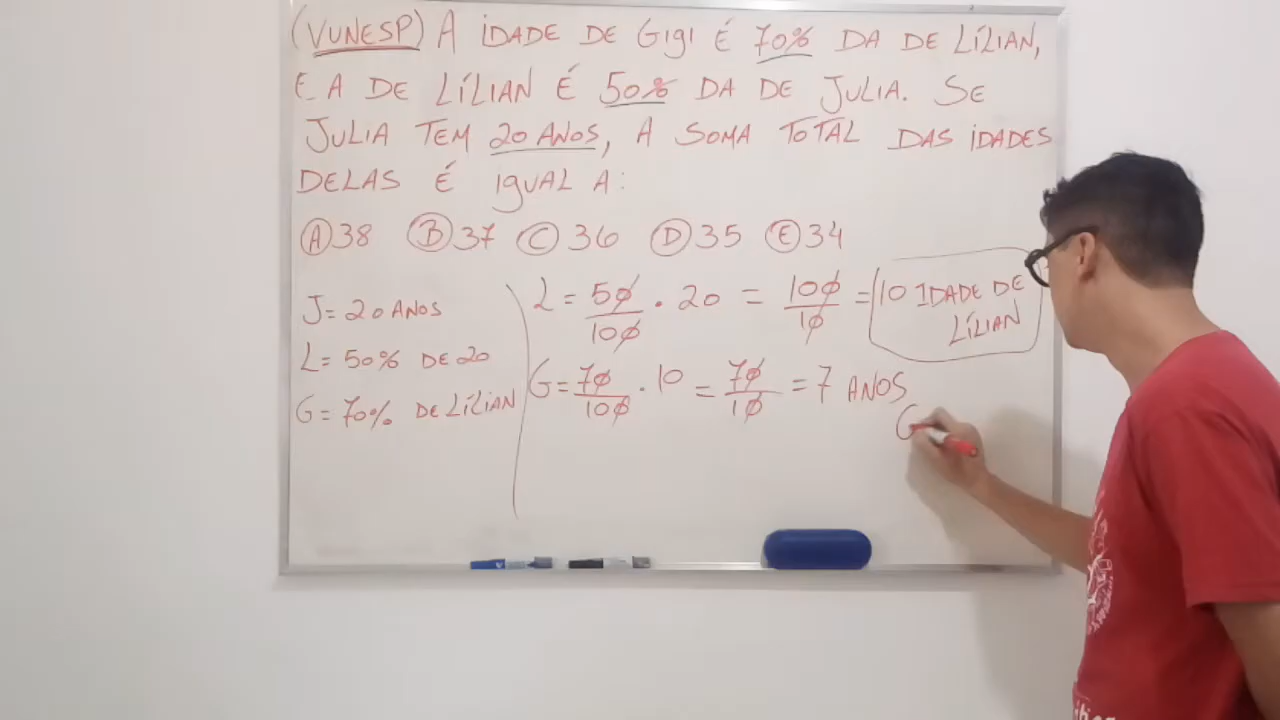 (VUNESP) A IDADE DE GIGI É 70% DA DE LÍLIAN,
E A DE LÍLIAN É 50% DA DE JULIA. SE
JULIA TEM 20 ANOS, A SOMA TOTAL DAS IDADES
DELAS É IGUAL A:
(A) 38 (B) 37 (C) 36 (D) 35 (E) 34
J = 20 ANOS
L = 50% DE 20
G = 70% DE LÍLIAN
L = 50/100 . 20 = 100/10 = 10 IDADE DE
LÍLIAN
G = 70/100 . 10 = 70/10 = 7 ANOS
G